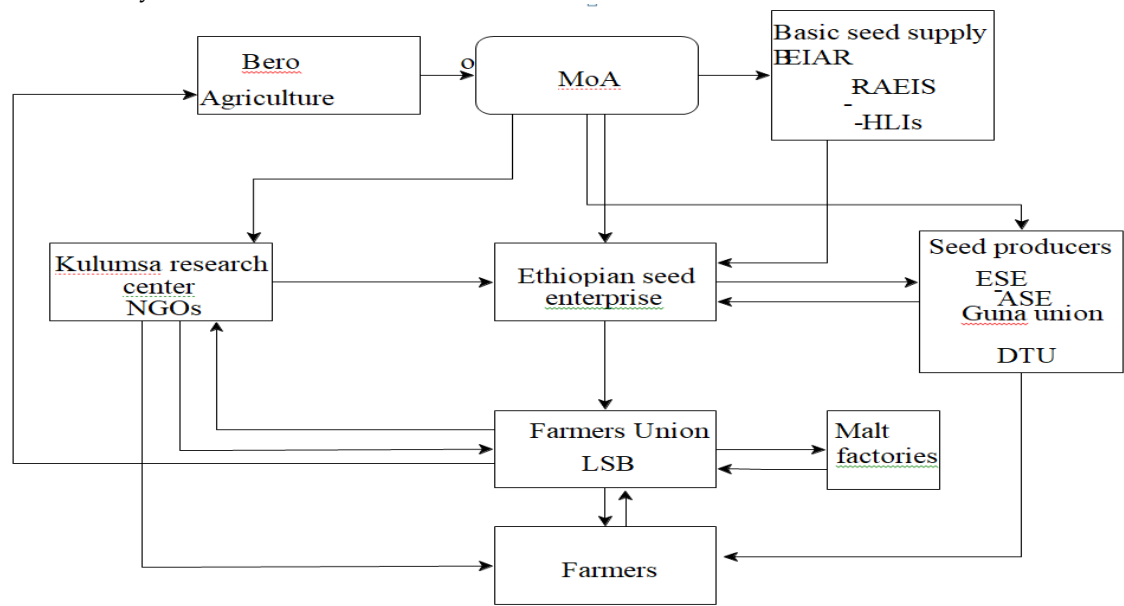 Bero
Agriculture
o
MoA
Basic seed supply
EIAR
RAEIS
-
-HLIs
Kulumsa research
center
NGOs
Ethiopian seed
enterprise
Seed producers
ESE
-
ASE
Guna union
DTU
Farmers Union
LSB
Malt
factories
Farmers